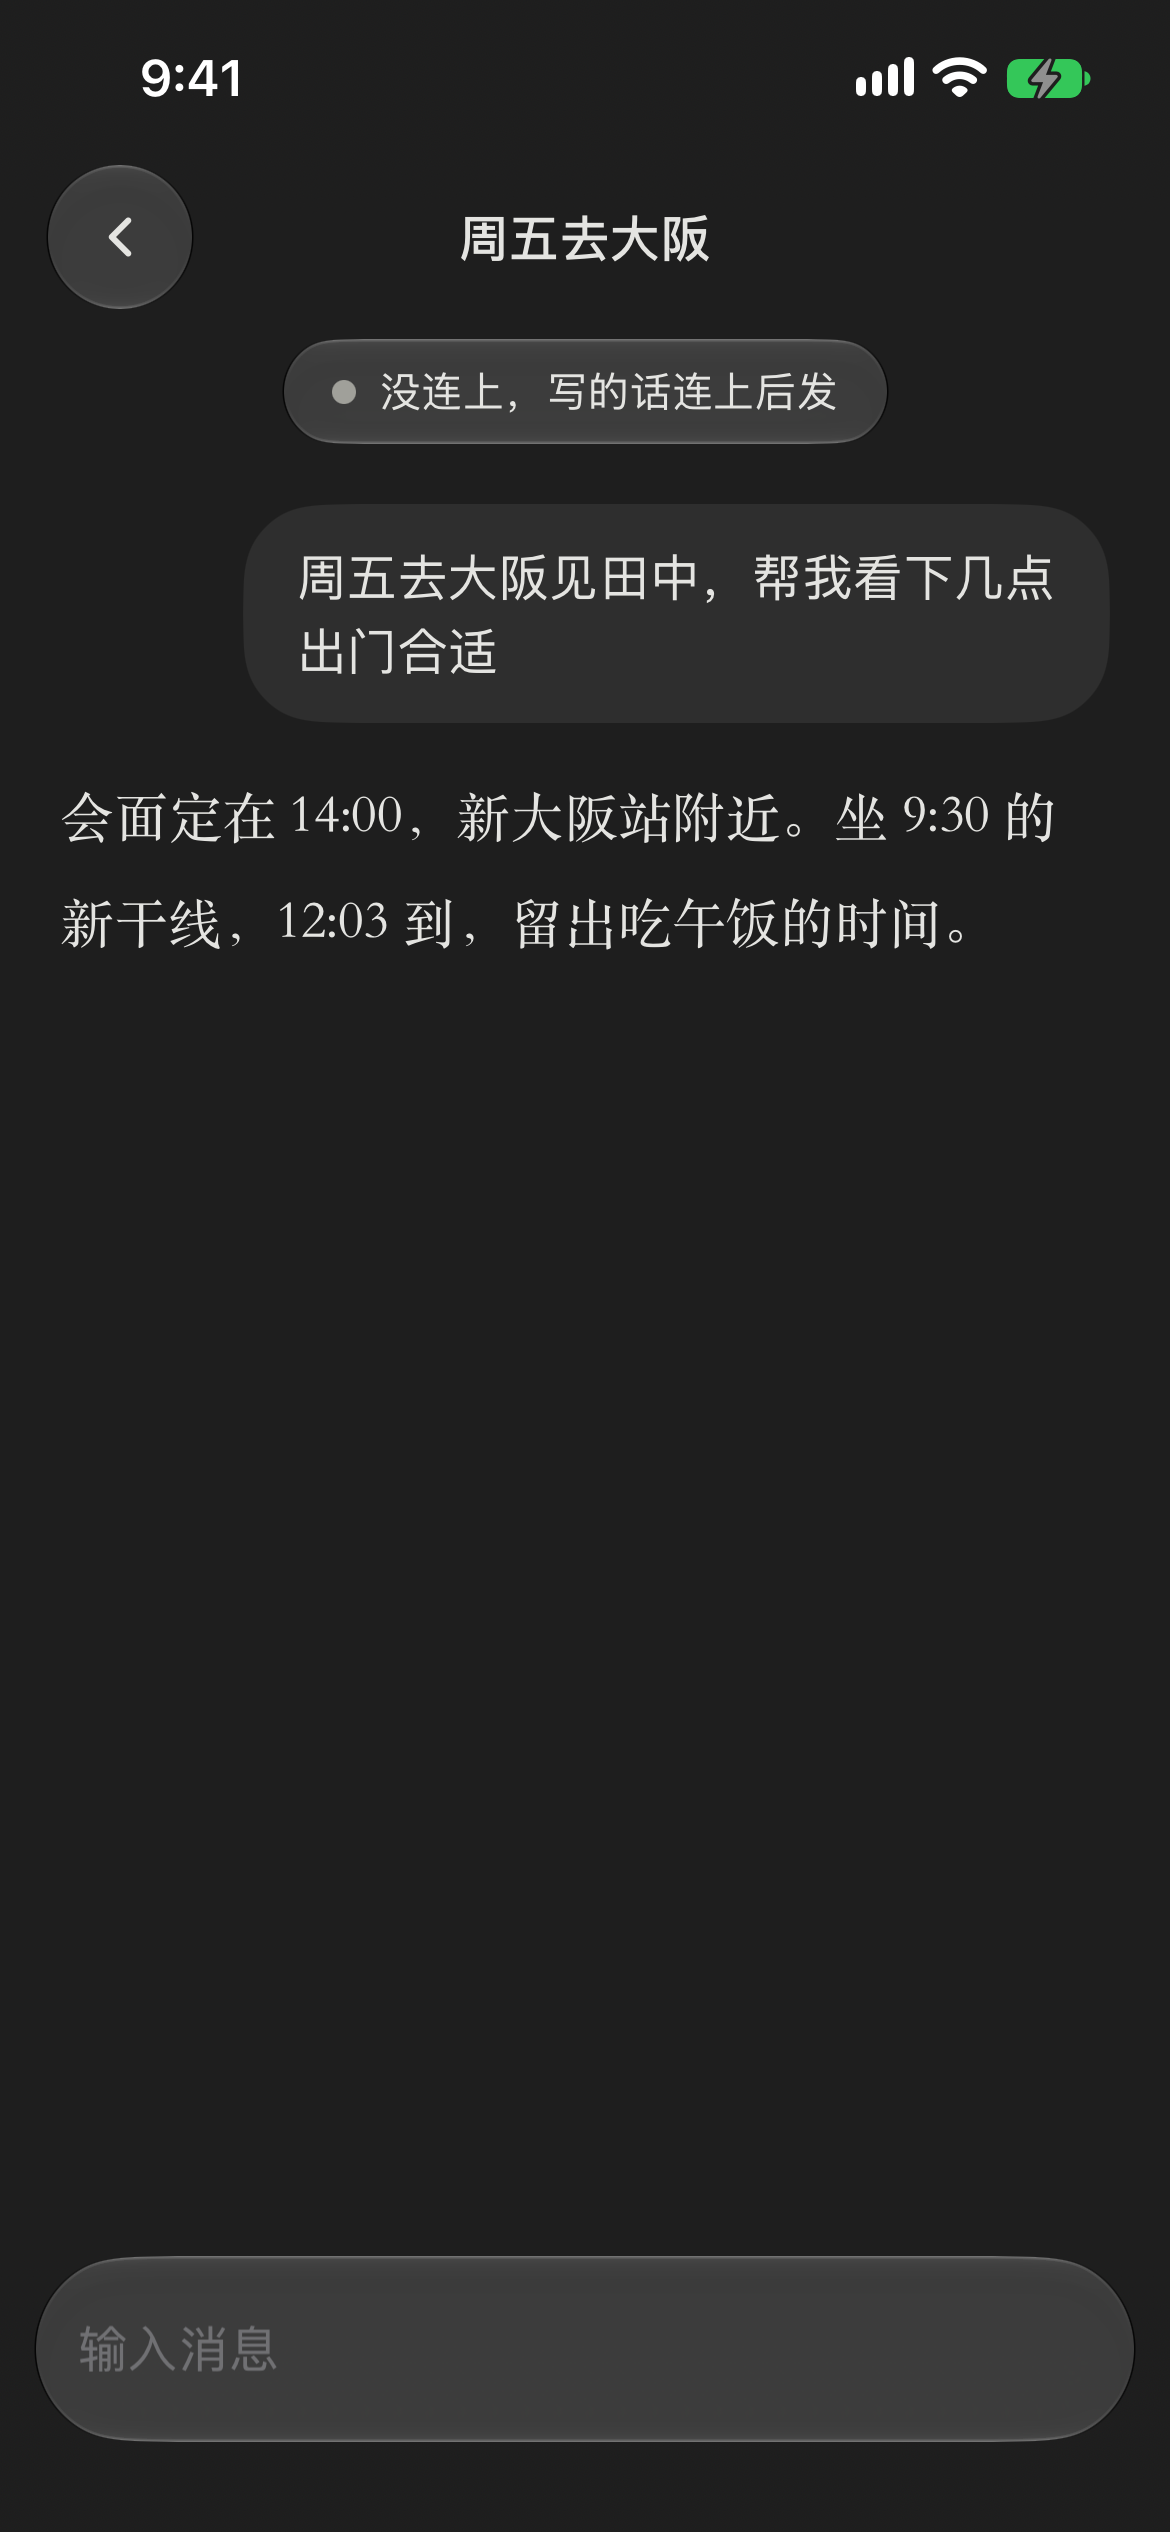 9:41
周五去大阪
没连上，写的话连上后发
周五去大阪见田中，帮我看下几点
出门合适
会面定在 14:00，新大阪站附近。坐 9:30 的
新干线，12:03 到，留出吃午饭的时间。
输入消息